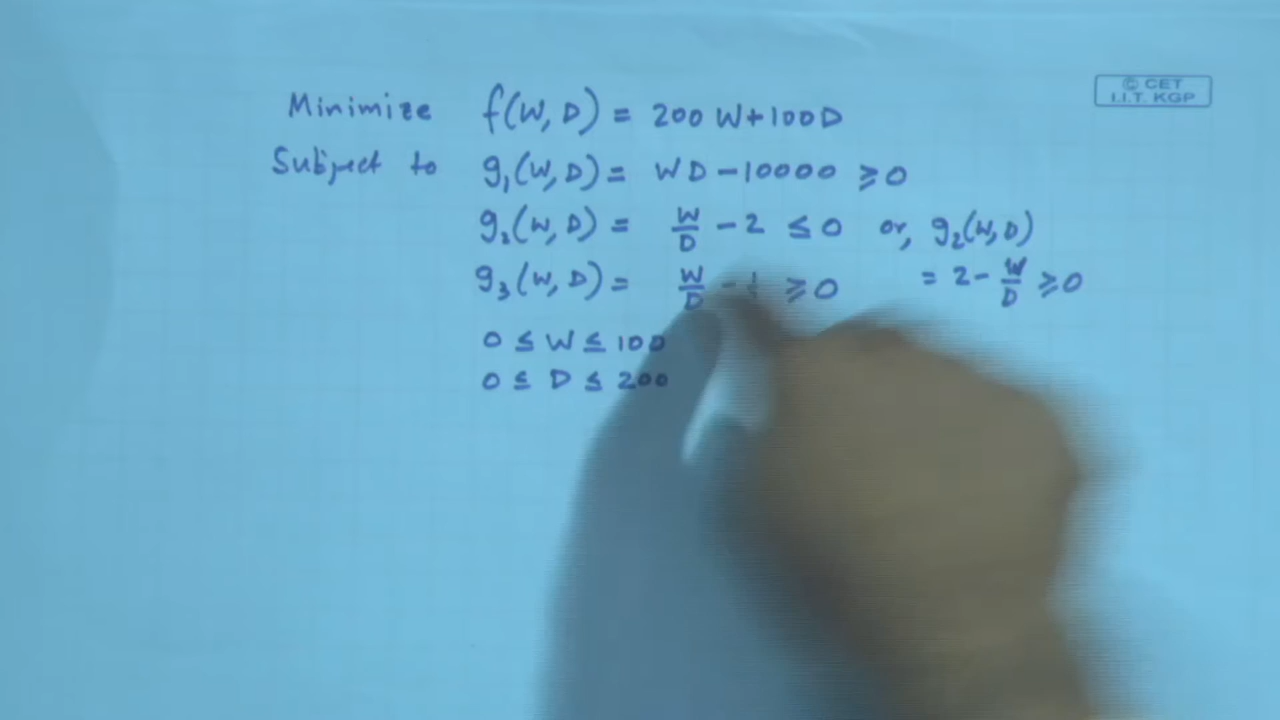 © CET
I.I.T. KGP
Minimize f(W, D) = 200 W+100D
Subject to g₁(W, D) = WD - 10000 ≥ 0
g₂(W, D) = W/D - 2 ≤ 0 or, g₂(W, D)
= 2 - W/D ≥ 0
g₃(W, D) = W/D - ≥ 0
0 ≤ W ≤ 100
0 ≤ D ≤ 200